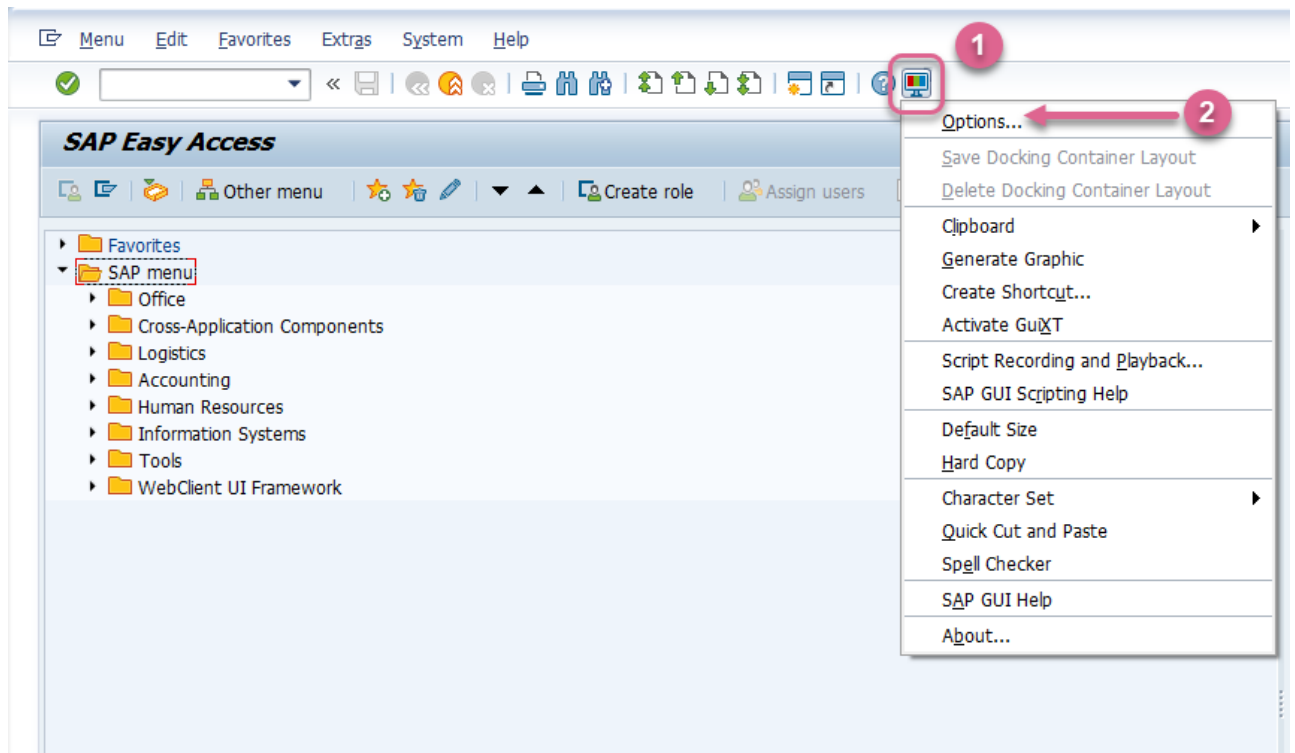 Menu Edit Favorites Extras System Help
1
SAP Easy Access
Other menu Create role Assign users
Favorites
SAP menu
Office
Cross-Application Components
Logistics
Accounting
Human Resources
Information Systems
Tools
WebClient UI Framework
Options...
2
Save Docking Container Layout
Delete Docking Container Layout
Clipboard
Generate Graphic
Create Shortcut...
Activate GuiXT
Script Recording and Playback...
SAP GUI Scripting Help
Default Size
Hard Copy
Character Set
Quick Cut and Paste
Spell Checker
SAP GUI Help
About...